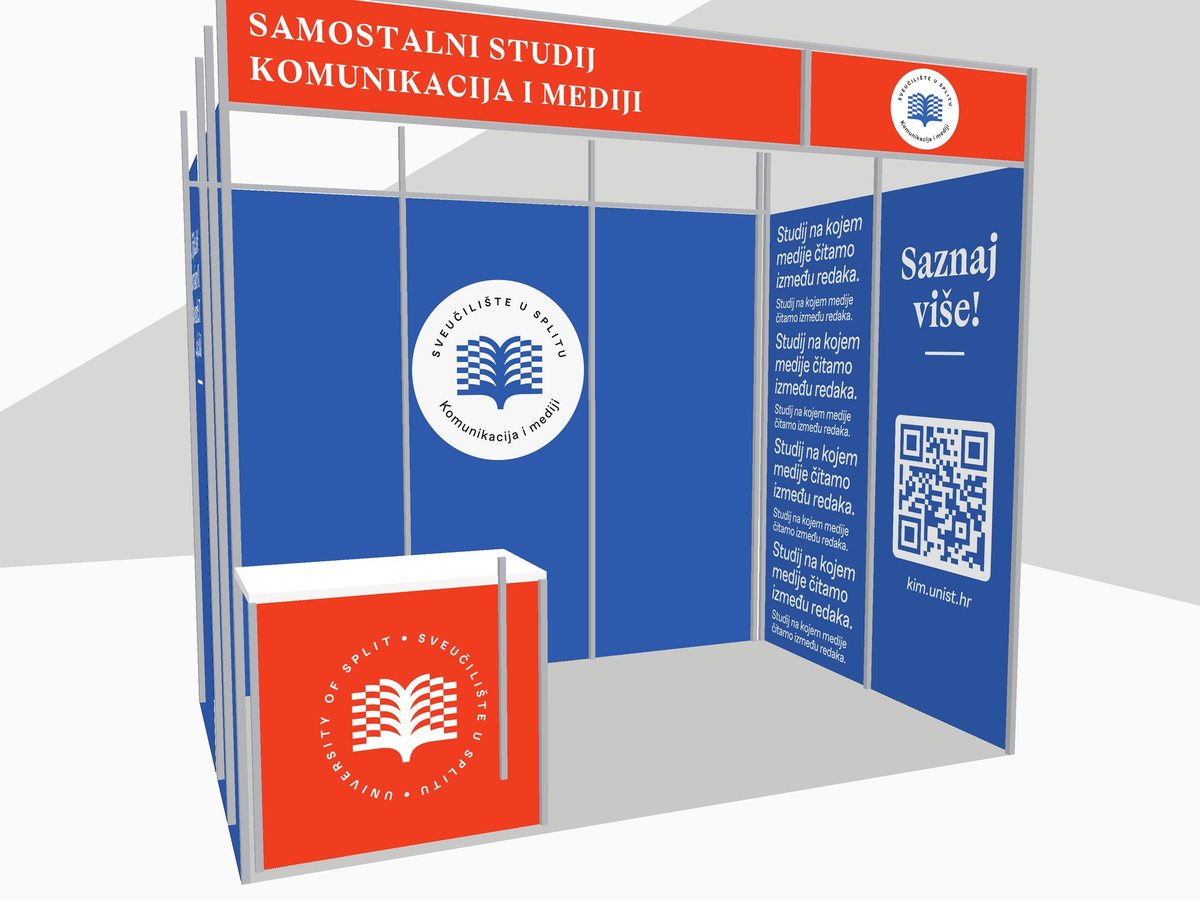 SAMOSTALNI STUDIJ
KOMUNIKACIJA I MEDIJI
SVEUČILIŠTE U SPLITU
Komunikacija i mediji
SVEUČILIŠTE U SPLITU
Komunikacija i mediji
Studij na kojem
medije čitamo
između redaka.
Studij na kojem medije
čitamo između redaka.
Studij na kojem
medije čitamo
između redaka.
Studij na kojem medije
čitamo između redaka.
Studij na kojem
medije čitamo
između redaka.
Studij na kojem medije
čitamo između redaka.
Studij na kojem
medije čitamo
između redaka.
Studij na kojem medije
čitamo između redaka.
Saznaj
više!
kim.unist.hr
UNIVERSITY OF SPLIT • SVEUČILIŠTE U SPLITU •